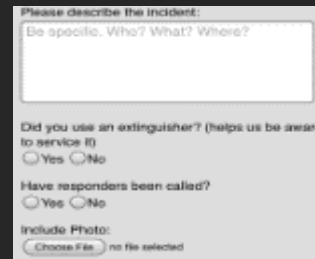 Please describe the incident:
Be specific. Who? What? Where?
Did you use an extinguisher? (helps us be awar
to service it)
Yes No
Have responders been called?
Yes No
Include Photo:
Choose File no file selected